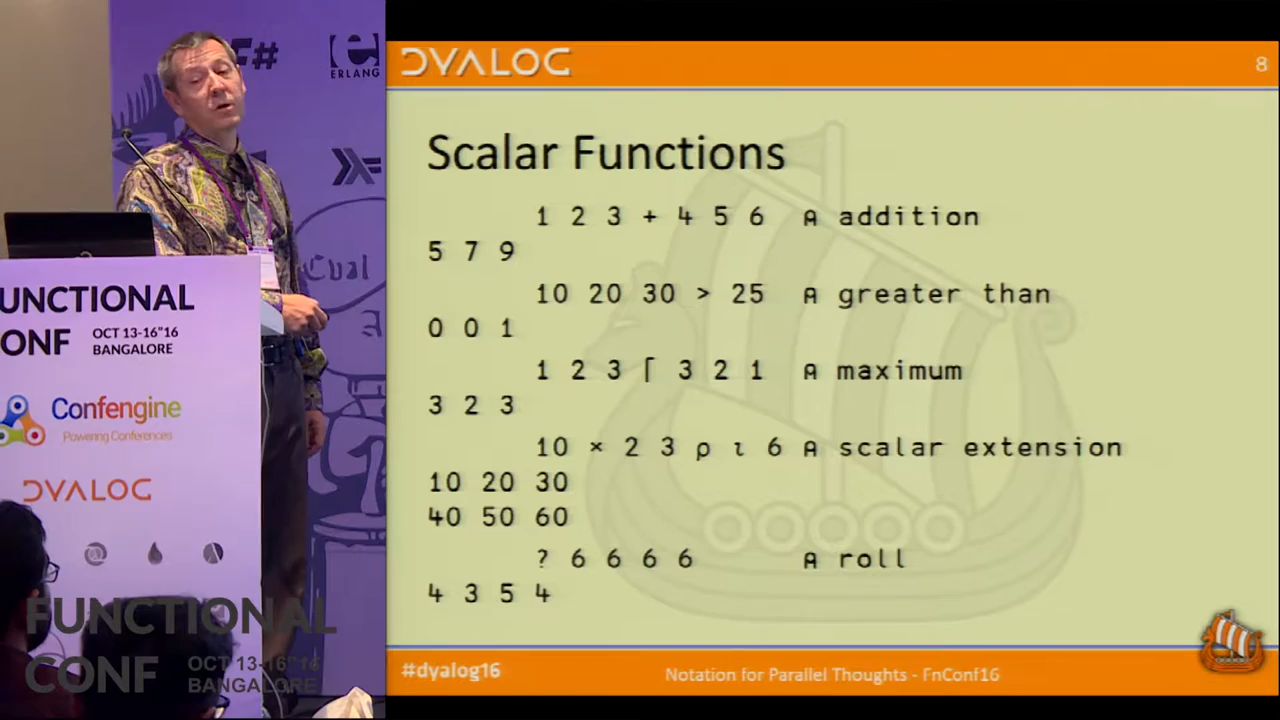 F#
ERLANG
Eval
UNCTIONAL
ONF
OCT 13-16"16
BANGALORE
Confengine
Powering Conferences
DYALOG
FUNCTIONAL
CONF
OCT 13-16"16
BANGALORE
DYALOG
8
Scalar Functions
1 2 3 + 4 5 6 ⍝ addition
5 7 9
10 20 30 > 25 ⍝ greater than
0 0 1
1 2 3 ⌈ 3 2 1 ⍝ maximum
3 2 3
10 × 2 3 ⍴ ⍳ 6 ⍝ scalar extension
10 20 30
40 50 60
? 6 6 6 6 ⍝ roll
4 3 5 4
#dyalog16
Notation for Parallel Thoughts - FnConf16